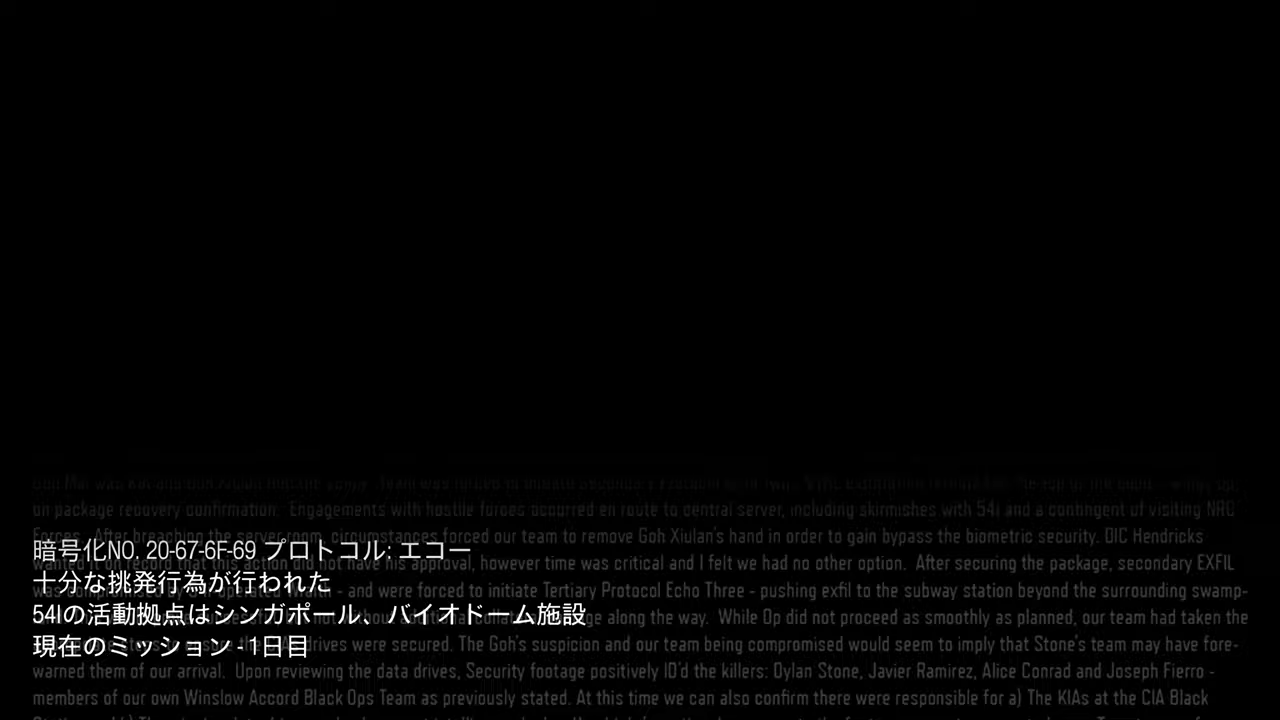 on package recovery confirmation. Engagements with hostile forces occurred en route to central server, including skirmishes with 54I and a contingent of visiting NRC
After breaching the server room, circumstances forced our team to remove Goh Xiulan's hand in order to gain bypass the biometric security. OIC Hendricks
暗号化NO. 20-67-6F-69 プロトコル: エコー
not have his approval, however time was critical and I felt we had no other option. After securing the package, secondary EXFIL
十分な挑発行為が行われた
- and were forced to initiate Tertiary Protocol Echo Three - pushing exfil to the subway station beyond the surrounding swamp-
54Iの活動拠点はシンガポール、バイオドーム施設
along the way. While Op did not proceed as smoothly as planned, our team had taken the
現在のミッション - 1日目
drives were secured. The Goh's suspicion and our team being compromised would seem to imply that Stone's team may have fore-
warned them of our arrival. Upon reviewing the data drives, Security footage positively ID'd the killers: Dylan Stone, Javier Ramirez, Alice Conrad and Joseph Fierro -
members of our own Winslow Accord Black Ops Team as previously stated. At this time we can also confirm there were responsible for a) The KIAs at the CIA Black